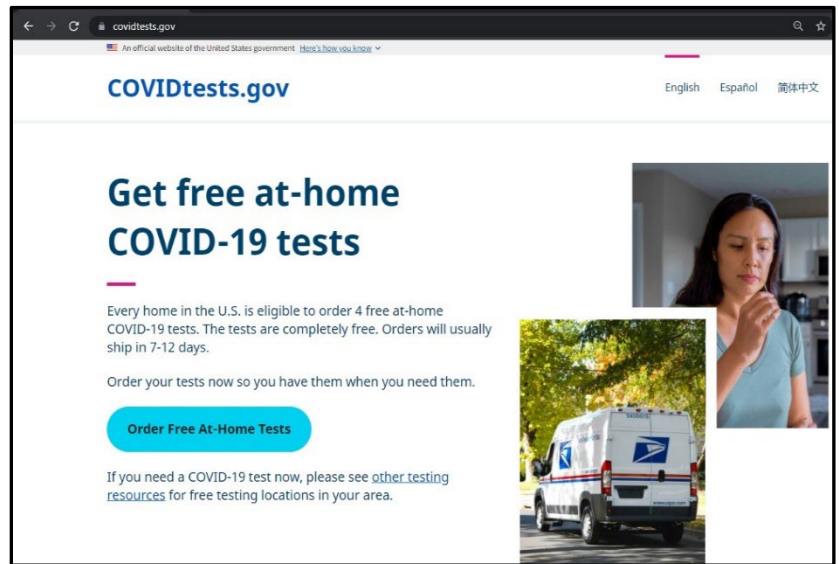 covidtests.gov
An official website of the United States government Here's how you know
COVIDtests.gov
English Español 简体中文
Get free at-home
COVID-19 tests
Every home in the U.S. is eligible to order 4 free at-home
COVID-19 tests. The tests are completely free. Orders will usually
ship in 7-12 days.
Order your tests now so you have them when you need them.
Order Free At-Home Tests
If you need a COVID-19 test now, please see other testing
resources for free testing locations in your area.